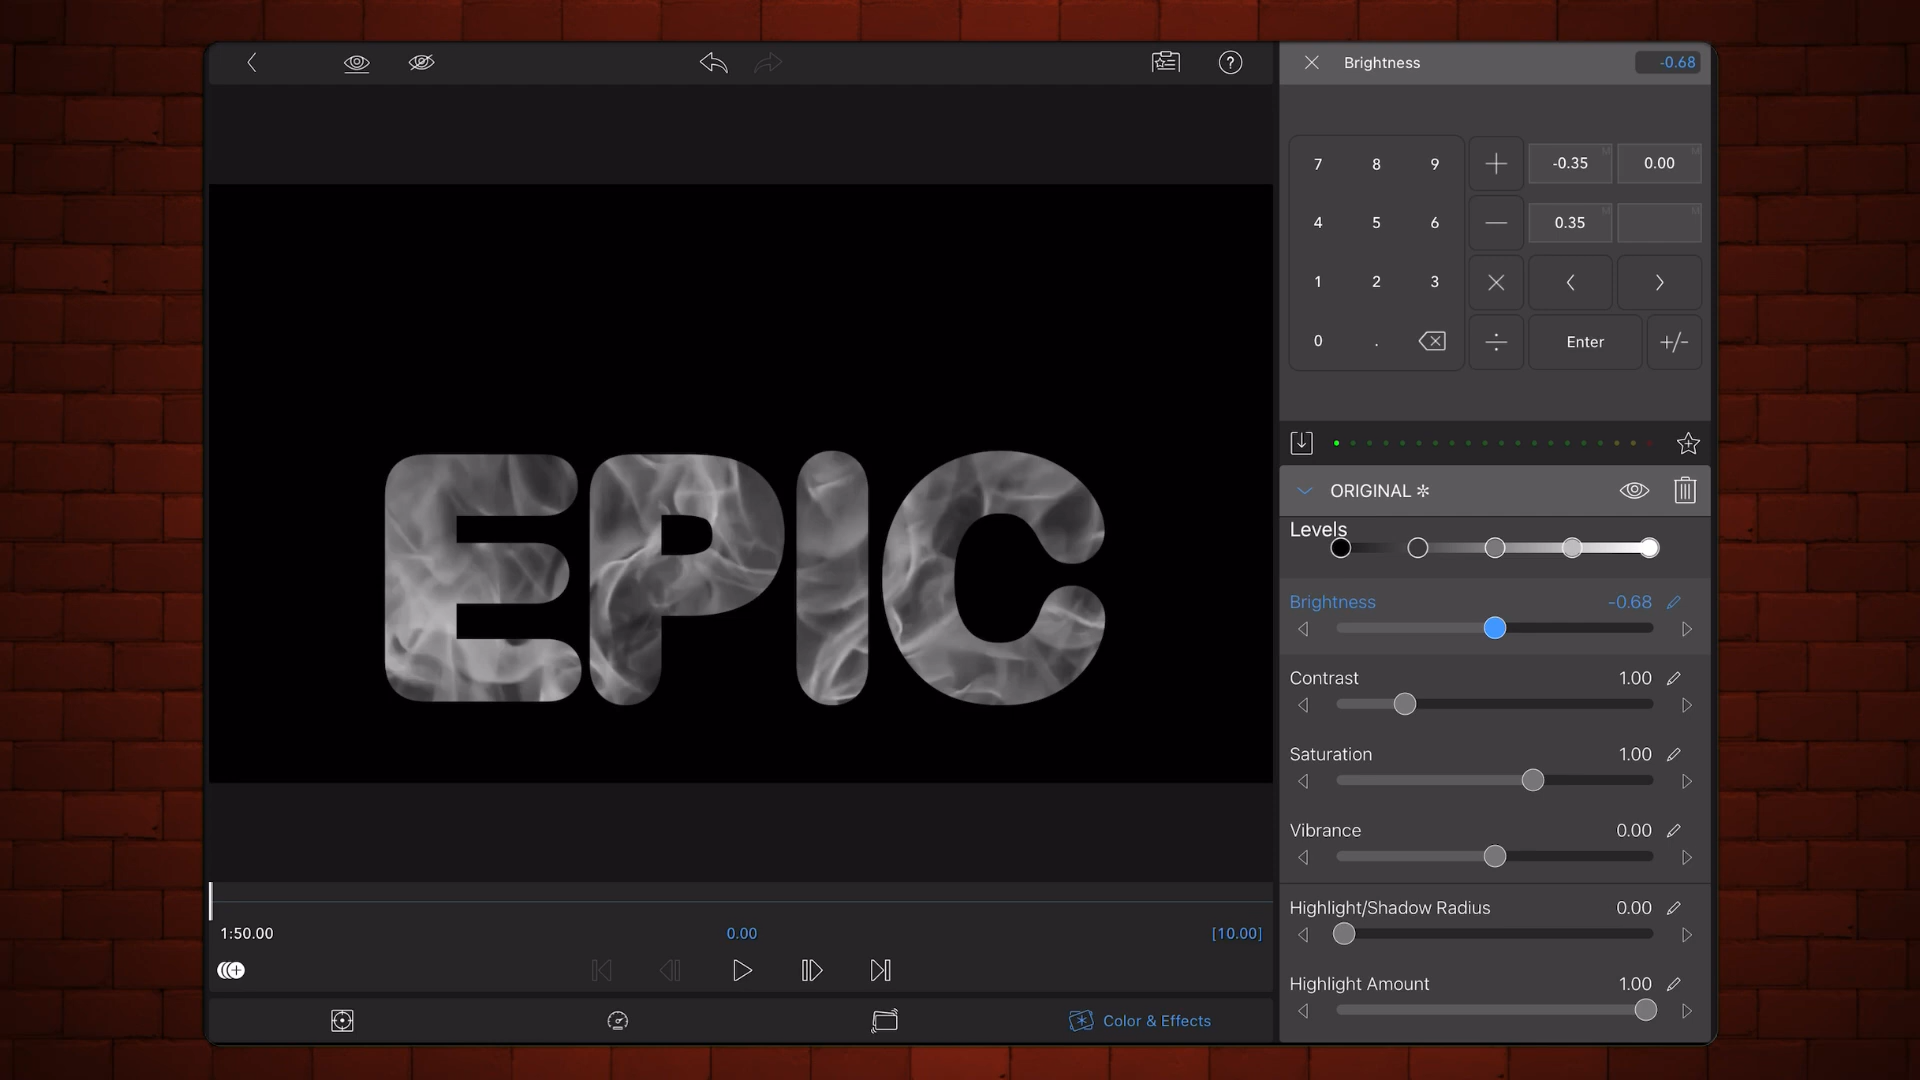 Brightness
-0.68
7 8 9 + -0.35 0.00
4 5 6 — 0.35
1 2 3 ×
0 . ÷ Enter +/-
ORIGINAL ✻
Levels
Brightness -0.68
Contrast 1.00
Saturation 1.00
Vibrance 0.00
Highlight/Shadow Radius 0.00
Highlight Amount 1.00
EPIC
1:50.00 0.00 [10.00]
Color & Effects